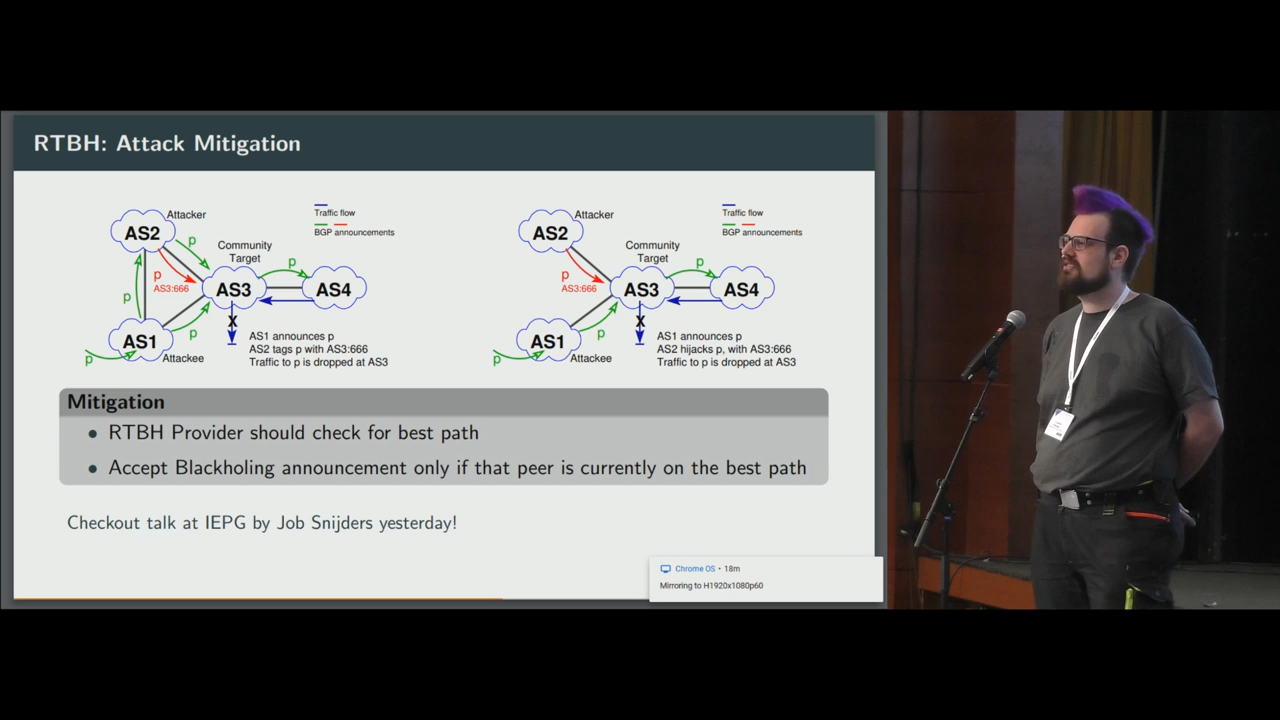 RTBH: Attack Mitigation
Attacker
AS2
p
Traffic flow
BGP announcements
Community
Target
p
AS3:666
p
AS3
p
AS4
p
AS1
p
Attackee
X
AS1 announces p
AS2 tags p with AS3:666
Traffic to p is dropped at AS3
Attacker
AS2
Traffic flow
BGP announcements
Community
Target
p
AS3:666
AS3
p
AS4
p
AS1
p
Attackee
X
AS1 announces p
AS2 hijacks p, with AS3:666
Traffic to p is dropped at AS3
Mitigation
• RTBH Provider should check for best path
• Accept Blackholing announcement only if that peer is currently on the best path
Checkout talk at IEPG by Job Snijders yesterday!
Chrome OS • 18m
Mirroring to H1920x1080p60